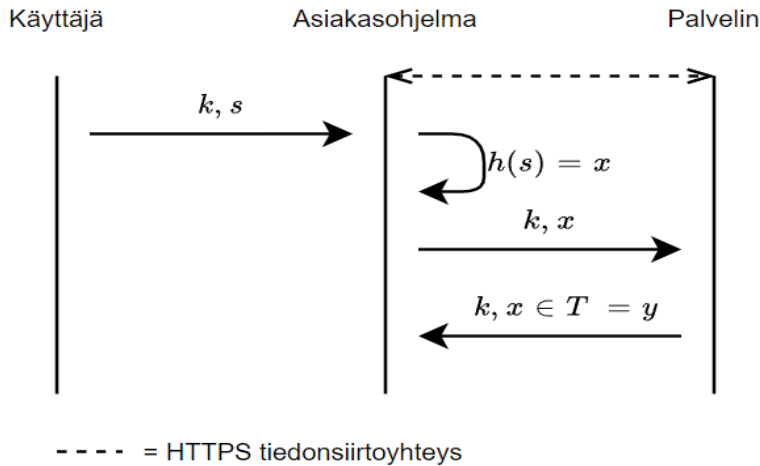 Käyttäjä Asiakasohjelma Palvelin
k, s
h(s) = x
k, x
k, x ∈ T = y
= HTTPS tiedonsiirtoyhteys